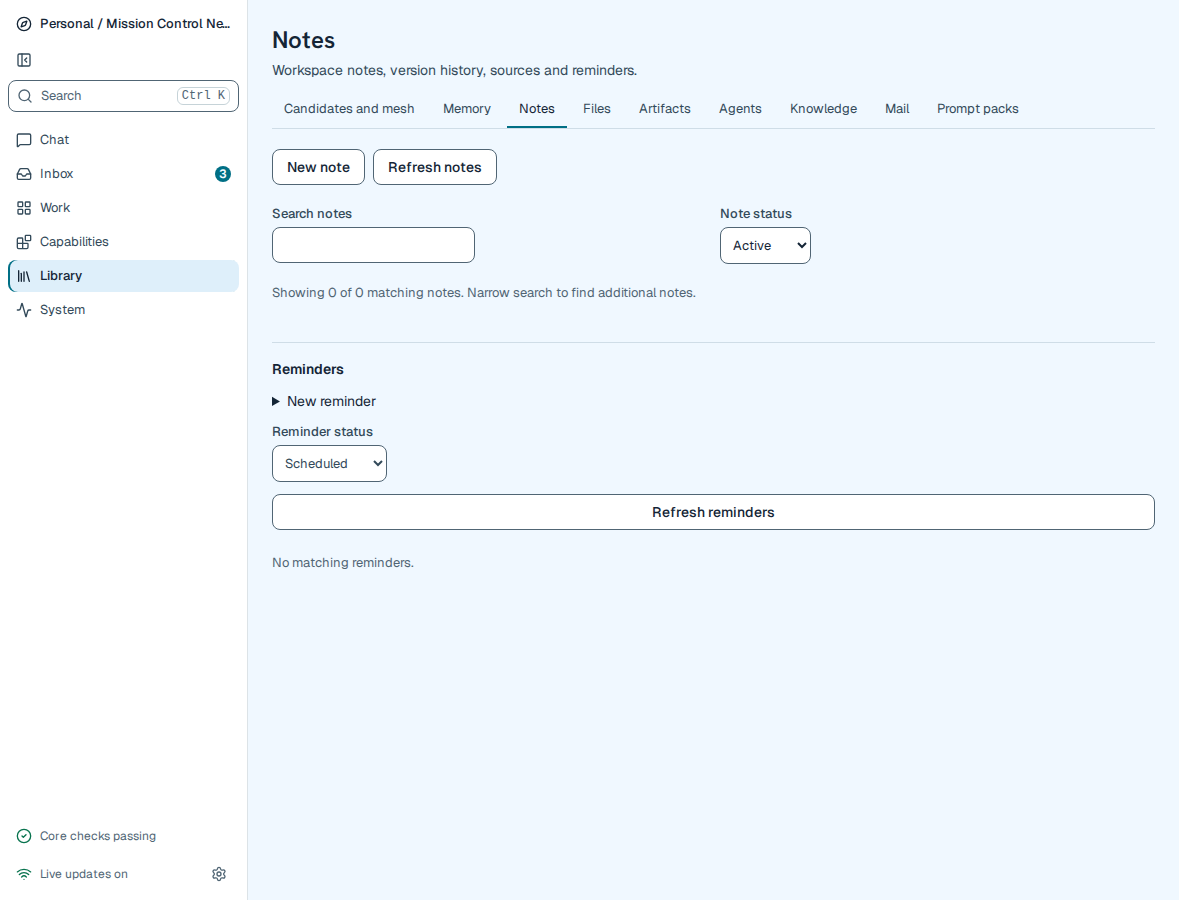 Personal / Mission Control Ne…
Search Ctrl K
Chat
Inbox 3
Work
Capabilities
Library
System
Core checks passing
Live updates on
Notes
Workspace notes, version history, sources and reminders.
Candidates and mesh Memory Notes Files Artifacts Agents Knowledge Mail Prompt packs
New note Refresh notes
Search notes Note status
Active
Showing 0 of 0 matching notes. Narrow search to find additional notes.
Reminders
New reminder
Reminder status
Scheduled
Refresh reminders
No matching reminders.